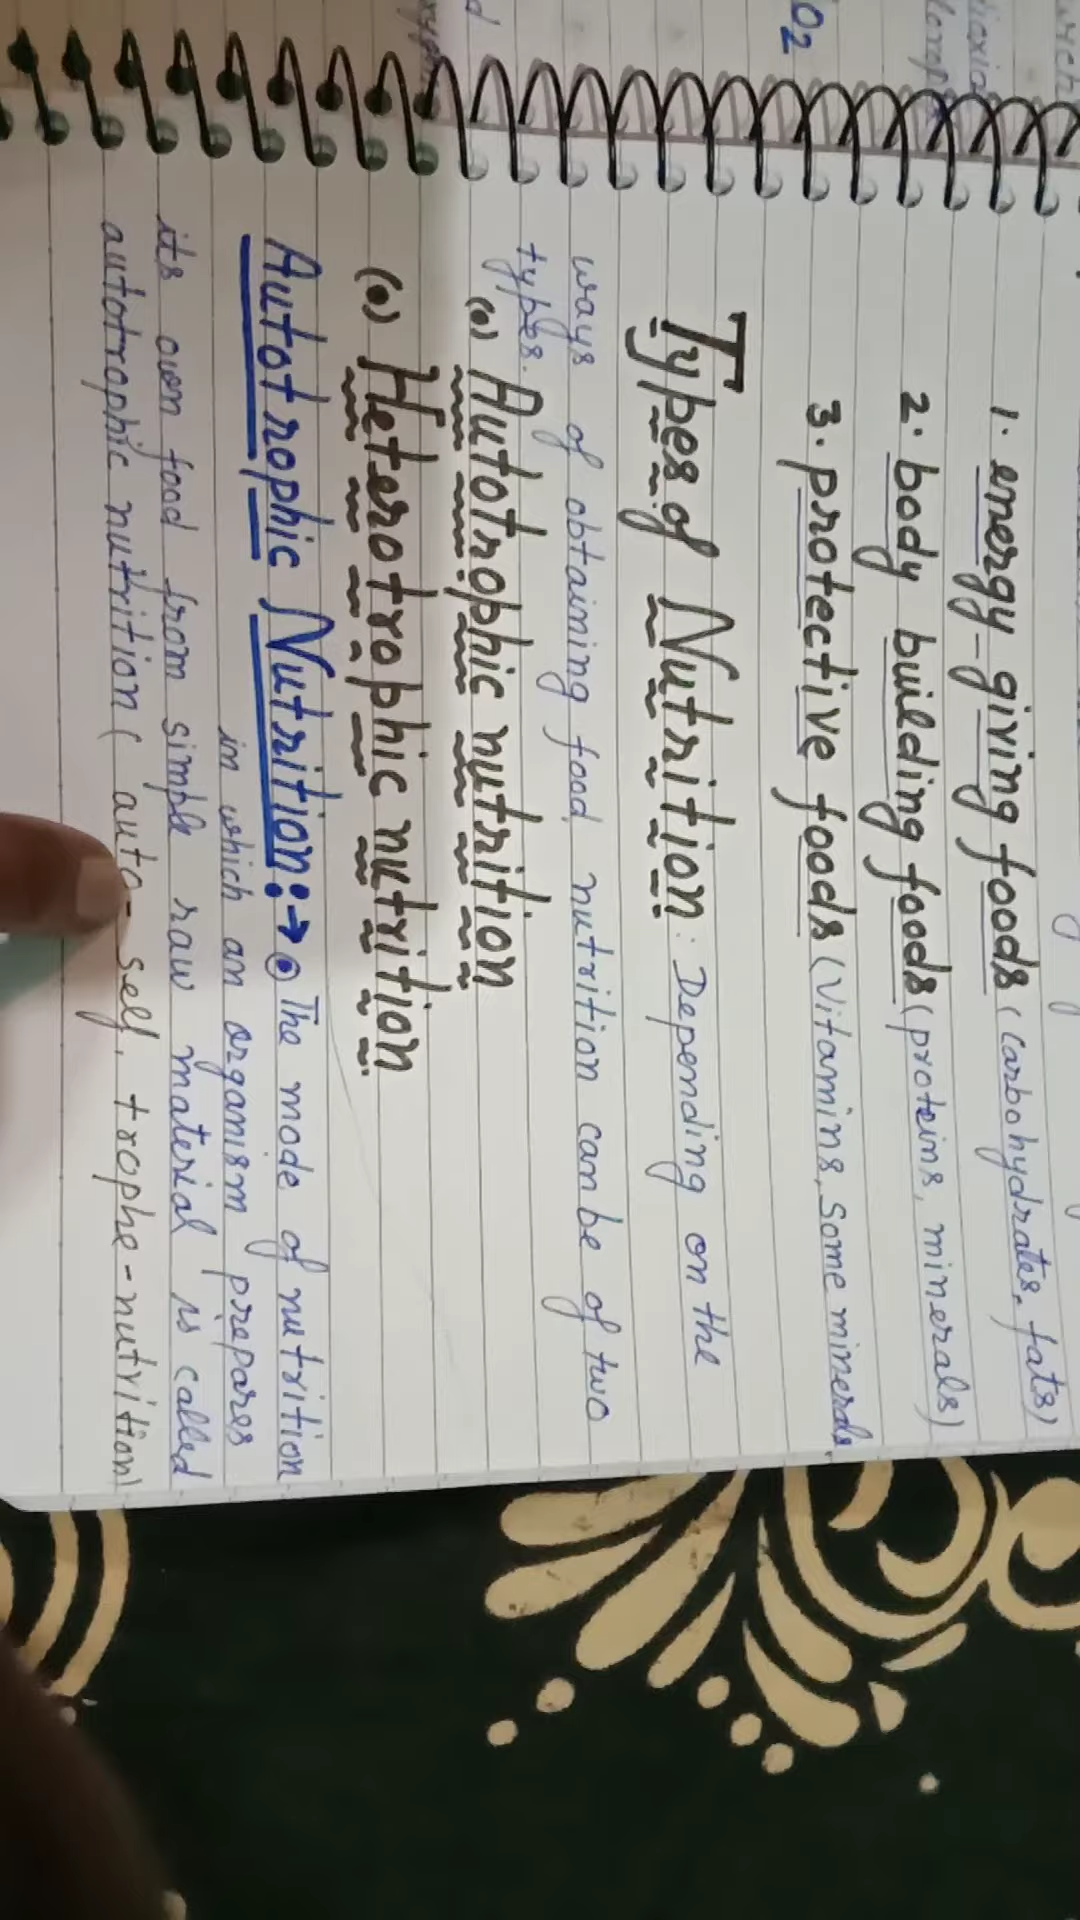 1. energy giving foods (carbohydrates, fats)
2. body building foods (proteins, minerals)
3. protective foods (Vitamins, Some minerals
Types of Nutrition: Depending on the
ways of obtaining food, nutrition can be of two
types.
(•) Autotrophic nutrition
(•) Heterotrophic nutrition
Autotrophic Nutrition:→ • The mode of nutrition
in which an organism prepares
its own food from simple raw material is called
autotrophic nutrition ( auto-self, trophe-nutrition)
O2